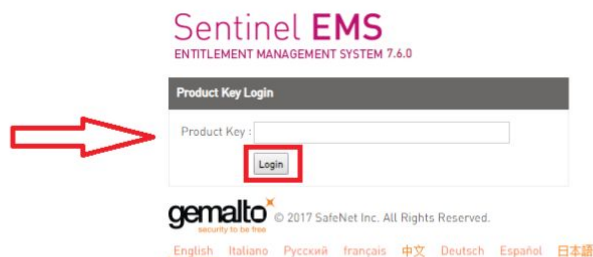 Sentinel EMS
ENTITLEMENT MANAGEMENT SYSTEM 7.6.0
Product Key Login
Product Key :
Login
gemalto
security to be free
© 2017 SafeNet Inc. All Rights Reserved.
English Italiano Русский français 中文 Deutsch Español 日本語